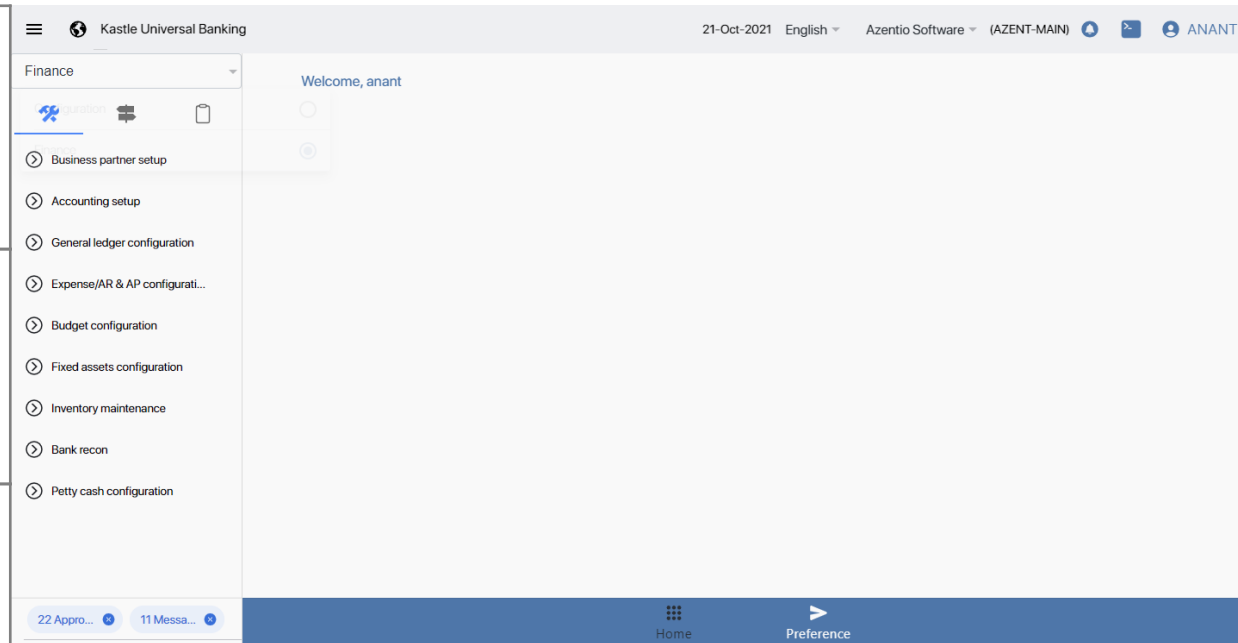 Kastle Universal Banking
21-Oct-2021 English Azentio Software (AZENT-MAIN) ANANT
Finance
Welcome, anant
Business partner setup
Accounting setup
General ledger configuration
Expense/AR & AP configurati...
Budget configuration
Fixed assets configuration
Inventory maintenance
Bank recon
Petty cash configuration
22 Appro... 11 Messa...
Home Preference